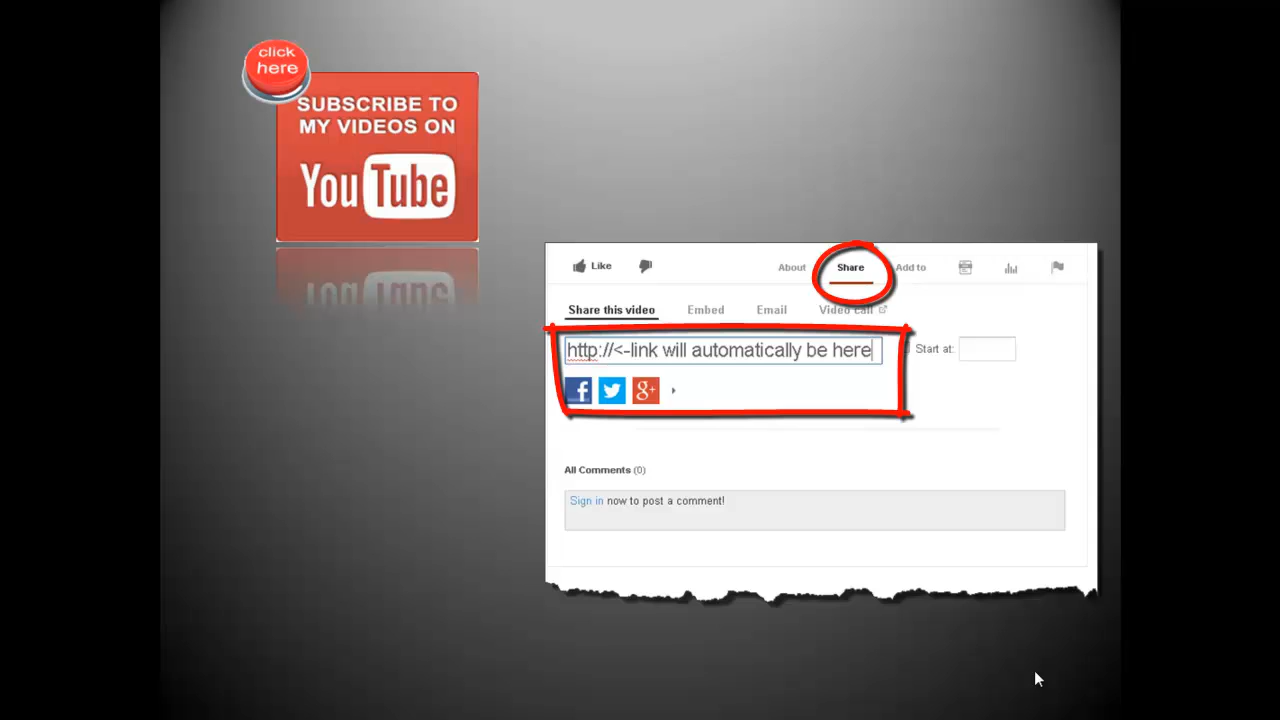 click
here
SUBSCRIBE TO
MY VIDEOS ON
YouTube
Like
About Share Add to
Share this video Embed Email Video call
http://<-link will automatically be here
Start at:
f g+
All Comments (0)
Sign in now to post a comment!